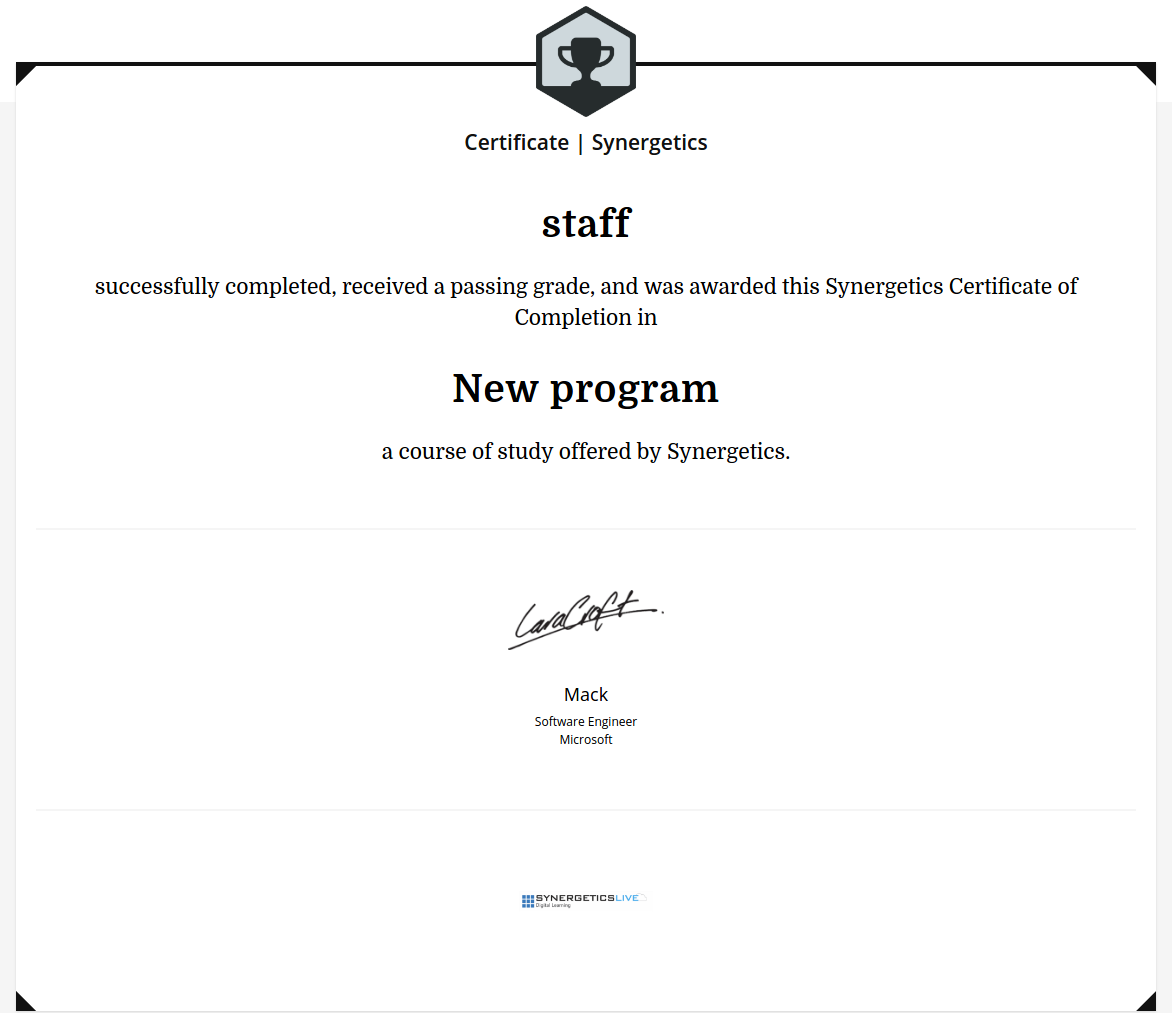 Certificate | Synergetics
staff
successfully completed, received a passing grade, and was awarded this Synergetics Certificate of
Completion in
New program
a course of study offered by Synergetics.
LaraCroft
Mack
Software Engineer
Microsoft
SYNERGETICSLIVE
Digital Learning